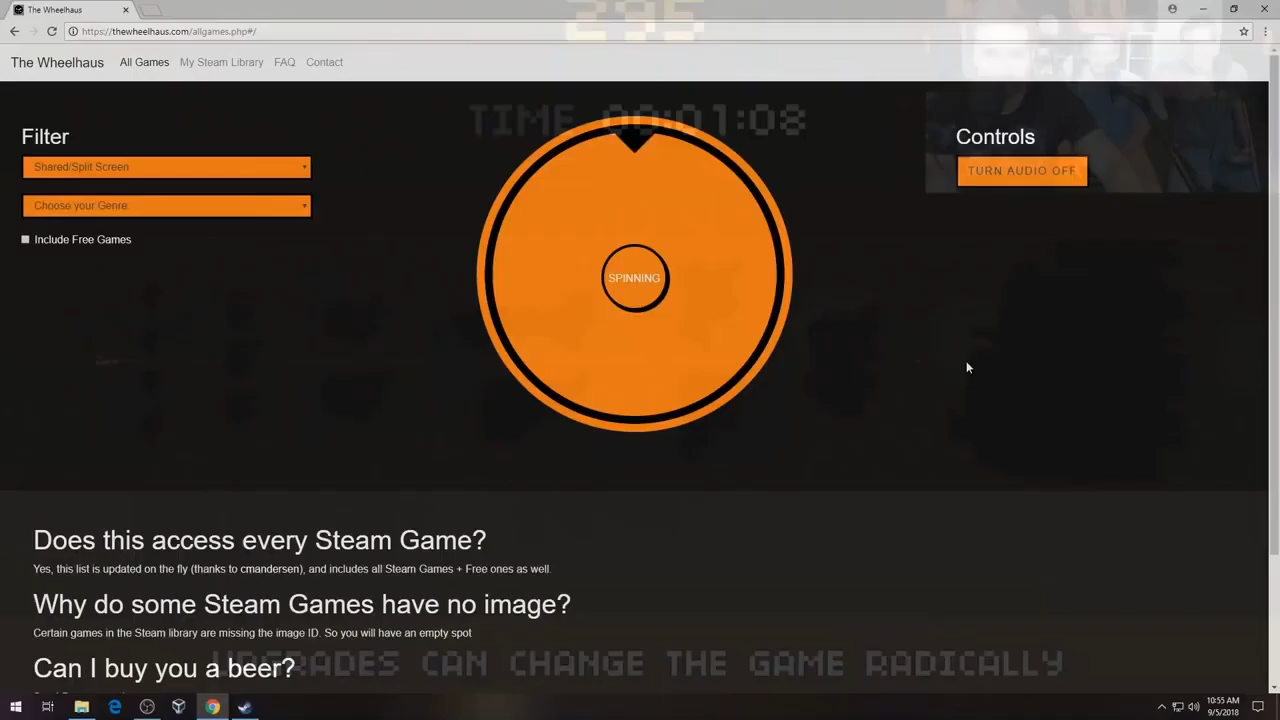 The Wheelhaus
295
https://thewheelhaus.com/allgames.php#/
The Wheelhaus
All Games
My Steam Library
FAQ
Contact
TIME 00:01:08
Filter
Controls
Shared/Split Screen
TURN AUDIO OFF
Choose your Genre
Include Free Games
SPINNING
Does this access every Steam Game?
Yes, this list is updated on the fly (thanks to cmandersen), and includes all Steam Games + Free ones as well.
Why do some Steam Games have no image?
Certain games in the Steam library are missing the image ID. So you will have an empty spot
Can I buy you a beer?
UPGRADES CAN CHANGE THE GAME RADICALLY
10:55 AM
9/5/2018